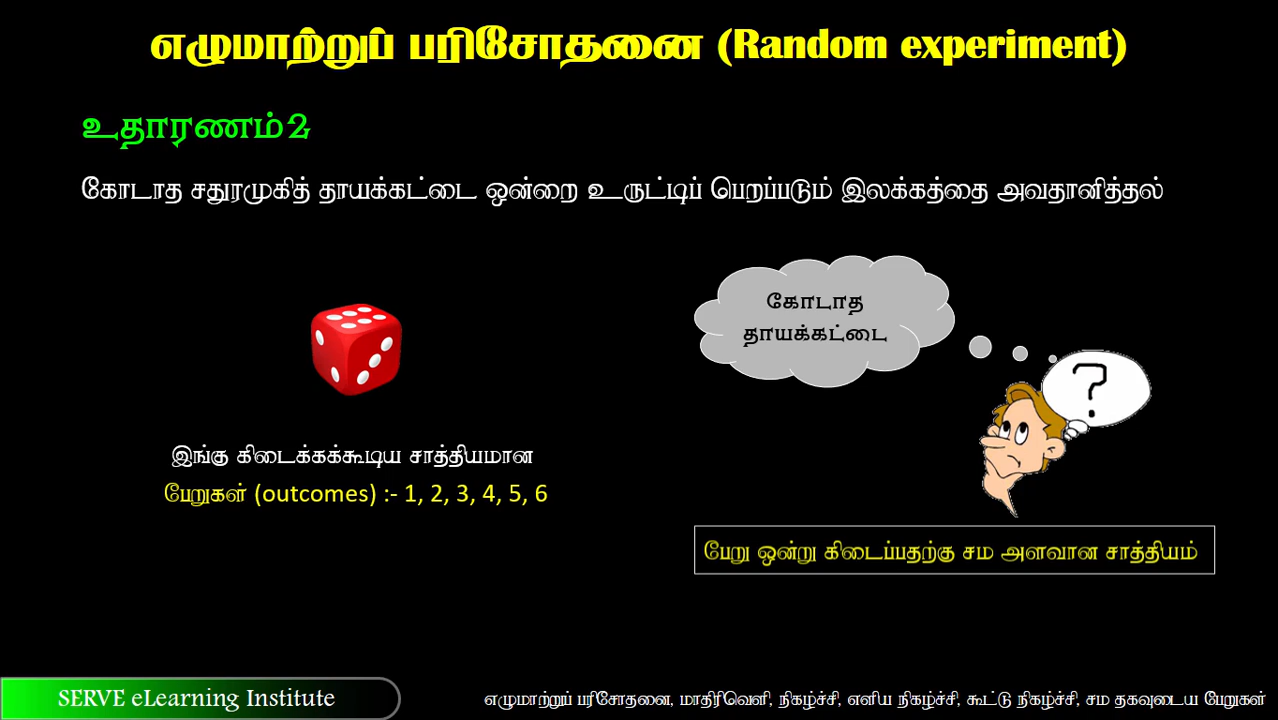 எழுமாற்றுப் பரிசோதனை (Random experiment)
உதாரணம்2
கோடாத சதுரமுகித் தாயக்கட்டை ஒன்றை உருட்டிப் பெறப்படும் இலக்கத்தை அவதானித்தல்
கோடாத
தாயக்கட்டை
?
இங்கு கிடைக்கக்கூடிய சாத்தியமான
பேறுகள் (outcomes) :- 1, 2, 3, 4, 5, 6
பேறு ஒன்று கிடைப்பதற்கு சம அளவான சாத்தியம்
SERVE eLearning Institute
எழுமாற்றுப் பரிசோதனை, மாதிரிவெளி, நிகழ்ச்சி, எளிய நிகழ்ச்சி, கூட்டு நிகழ்ச்சி, சம தகவுடைய பேறுகள்